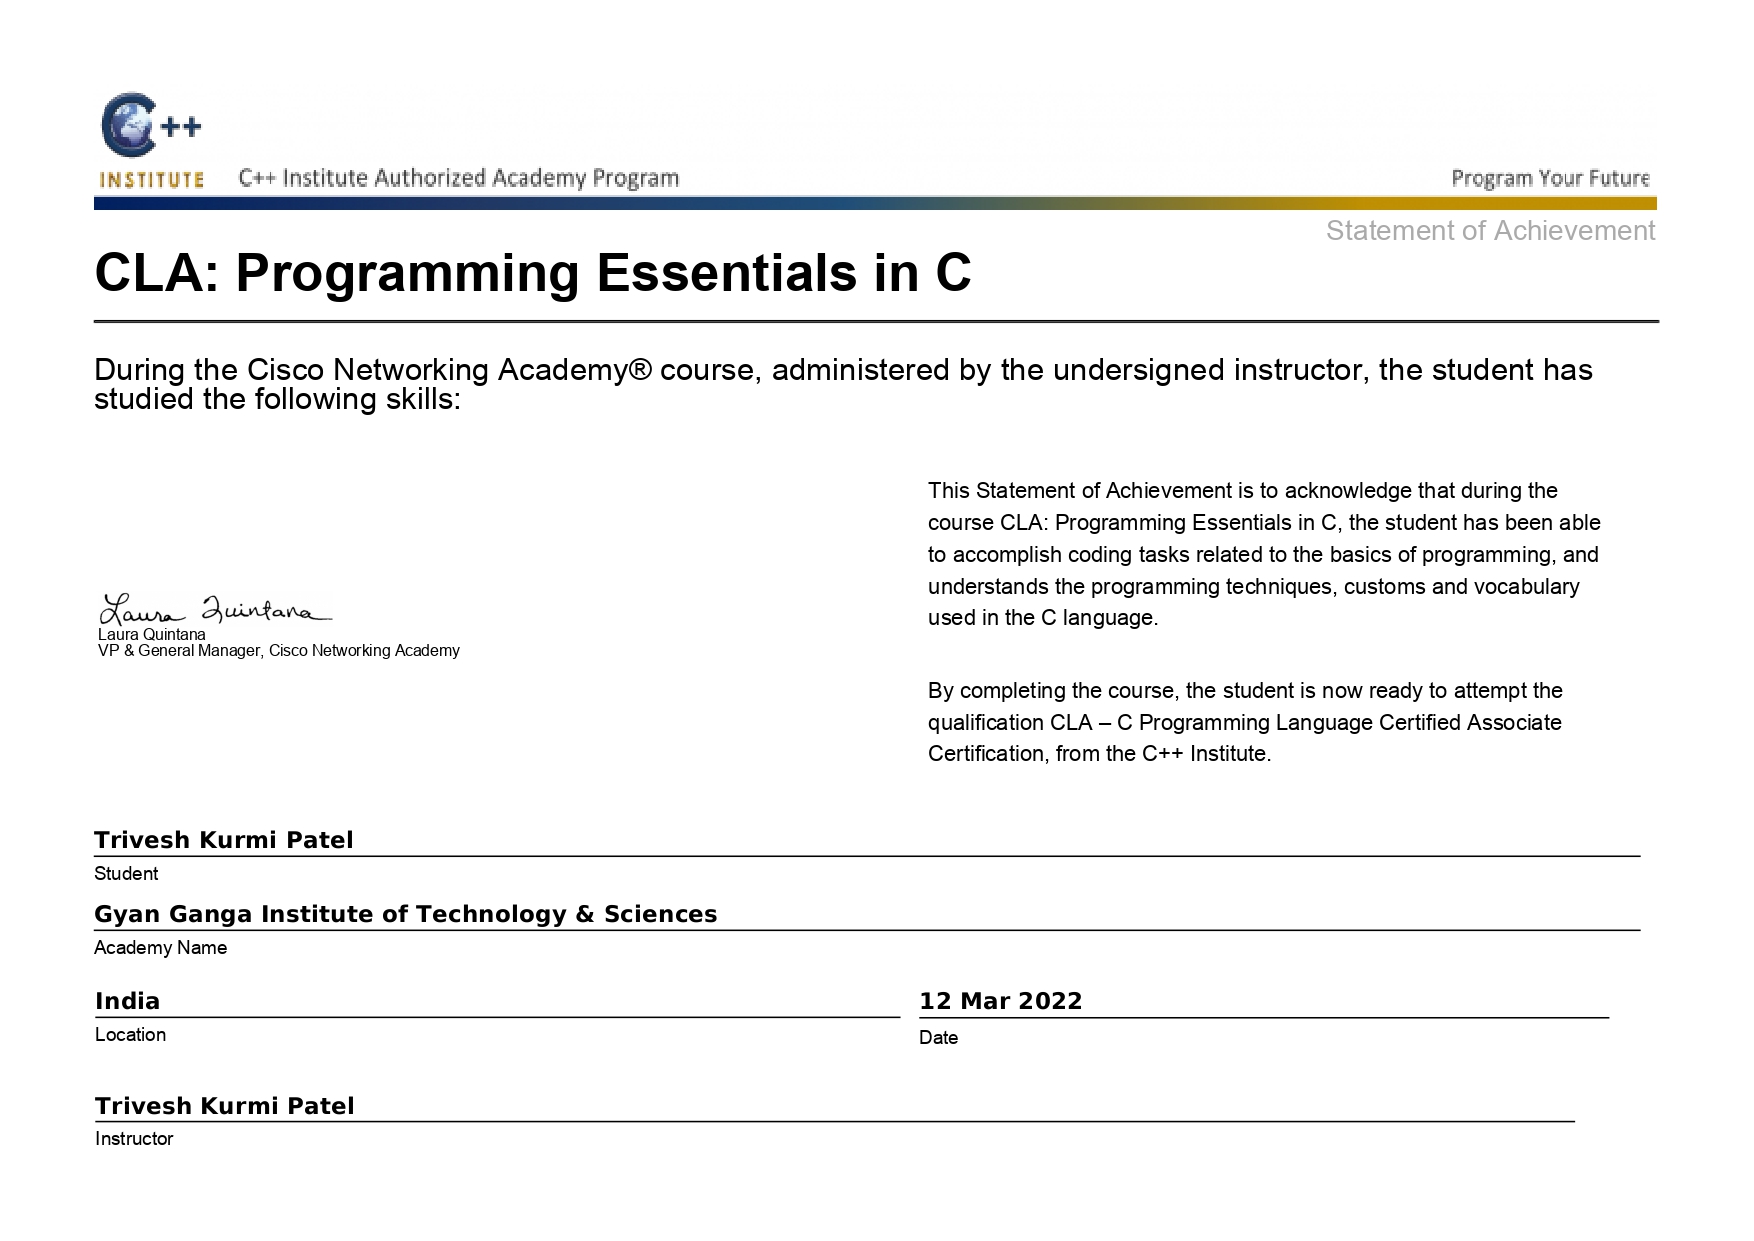 C++
INSTITUTE
C++ Institute Authorized Academy Program
Program Your Future
Statement of Achievement
CLA: Programming Essentials in C
During the Cisco Networking Academy® course, administered by the undersigned instructor, the student has
studied the following skills:
This Statement of Achievement is to acknowledge that during the
course CLA: Programming Essentials in C, the student has been able
to accomplish coding tasks related to the basics of programming, and
understands the programming techniques, customs and vocabulary
used in the C language.
By completing the course, the student is now ready to attempt the
qualification CLA – C Programming Language Certified Associate
Certification, from the C++ Institute.
Laura Quintana
Laura Quintana
VP & General Manager, Cisco Networking Academy
Trivesh Kurmi Patel
Student
Gyan Ganga Institute of Technology & Sciences
Academy Name
India
Location
12 Mar 2022
Date
Trivesh Kurmi Patel
Instructor